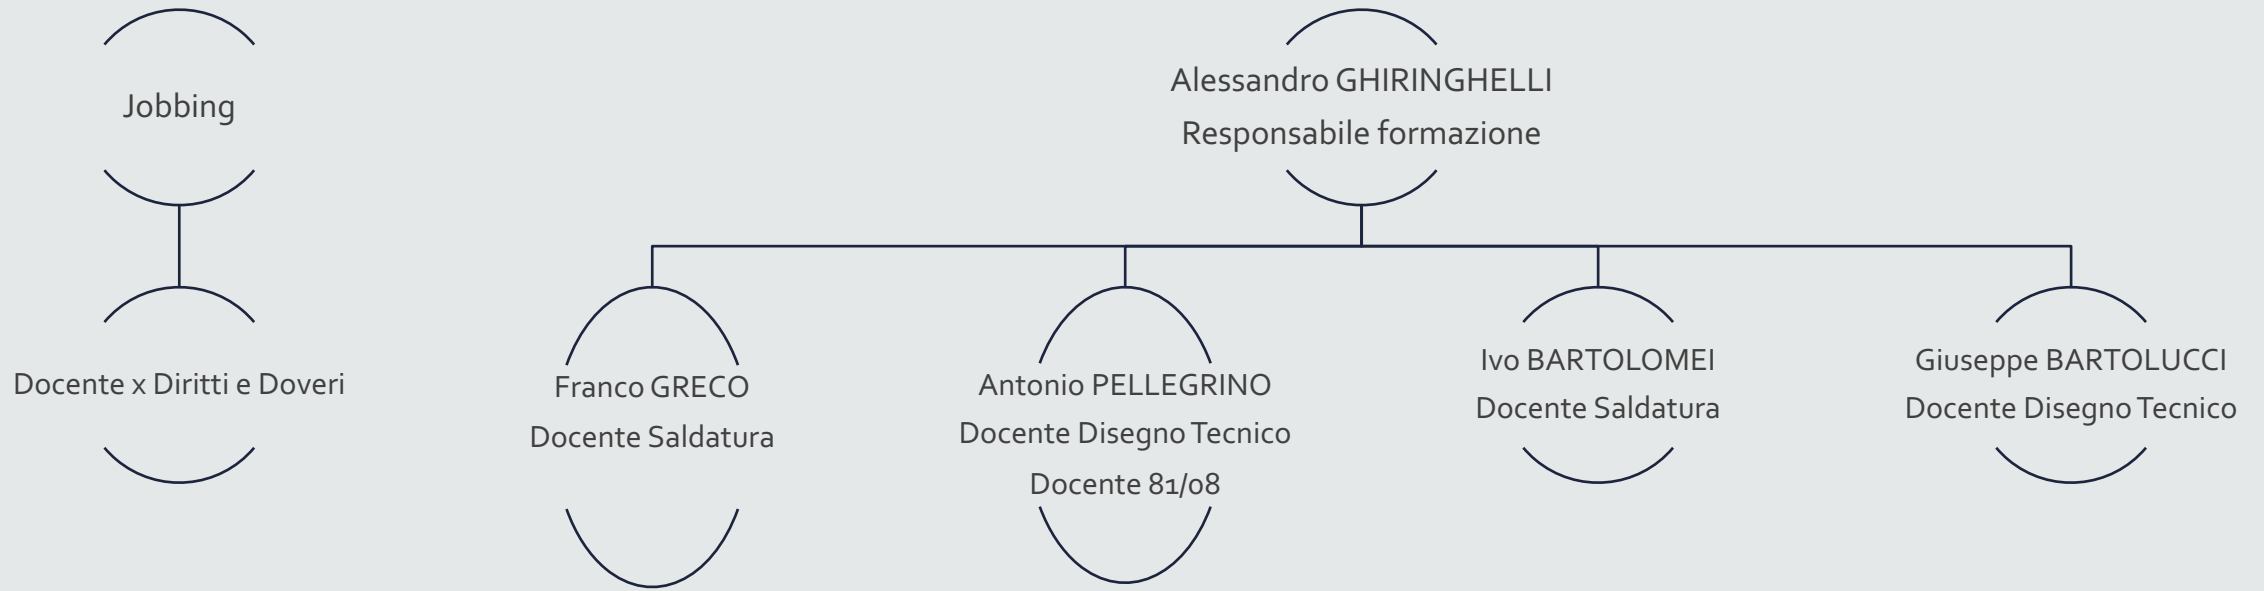 Jobbing
Docente x Diritti e Doveri
Alessandro GHIRINGHELLI
Responsabile formazione
Franco GRECO
Docente Saldatura
Antonio PELLEGRINO
Docente Disegno Tecnico
Docente 81/08
Ivo BARTOLOMEI
Docente Saldatura
Giuseppe BARTOLUCCI
Docente Disegno Tecnico